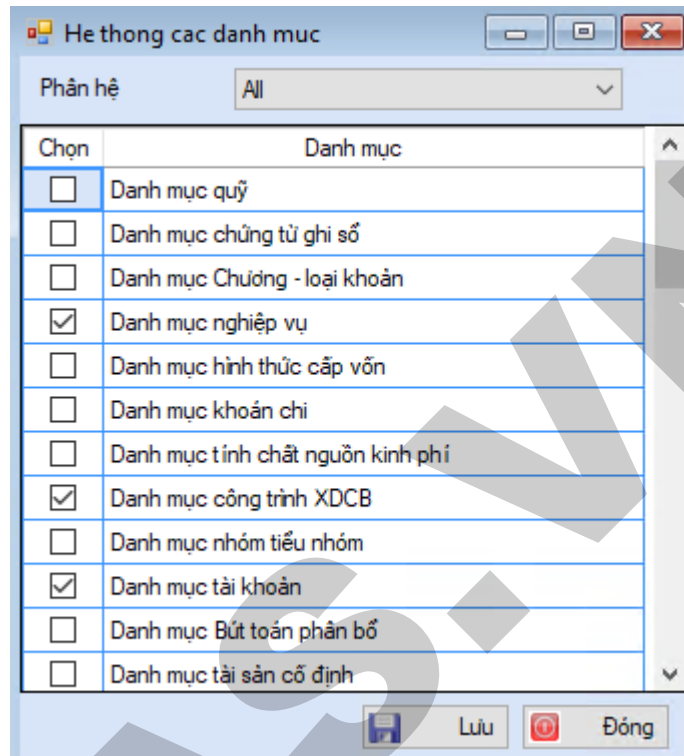 He thong cac danh muc
Phân hệ All
Chọn Danh mục
Danh mục quỹ
Danh mục chứng từ ghi sổ
Danh mục Chương - loại khoản
Danh mục nghiệp vụ
Danh mục hình thức cấp vốn
Danh mục khoán chi
Danh mục tính chất nguồn kinh phí
Danh mục công trình XDCB
Danh mục nhóm tiểu nhóm
Danh mục tài khoản
Danh mục Bút toán phân bổ
Danh mục tài sản cố định
Lưu Đóng